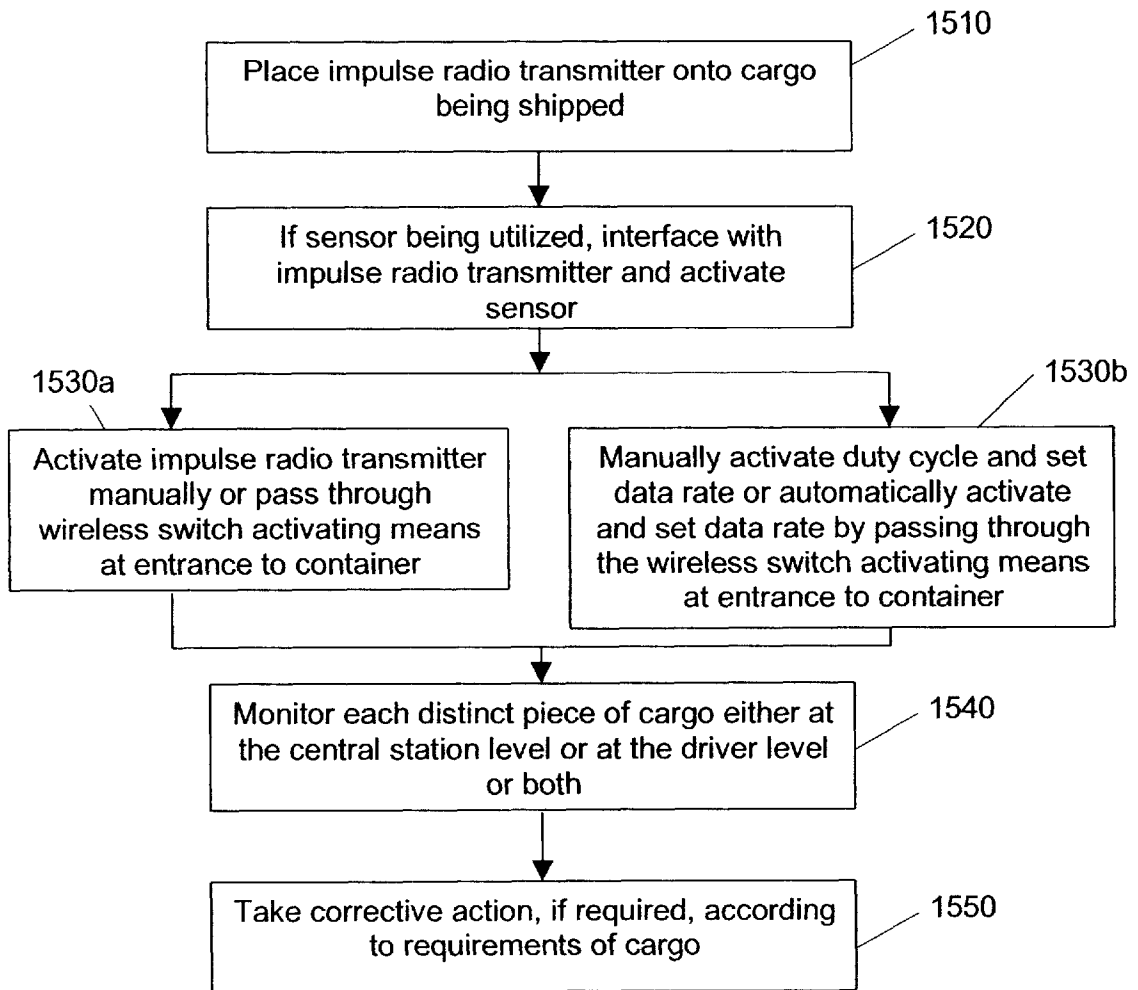 1510
Place impulse radio transmitter onto cargo
being shipped
1520
If sensor being utilized, interface with
impulse radio transmitter and activate
sensor
1530a
Activate impulse radio transmitter
manually or pass through
wireless switch activating means
at entrance to container
1530b
Manually activate duty cycle and set
data rate or automatically activate
and set data rate by passing through
the wireless switch activating means
at entrance to container
1540
Monitor each distinct piece of cargo either at
the central station level or at the driver level
or both
1550
Take corrective action, if required, according
to requirements of cargo